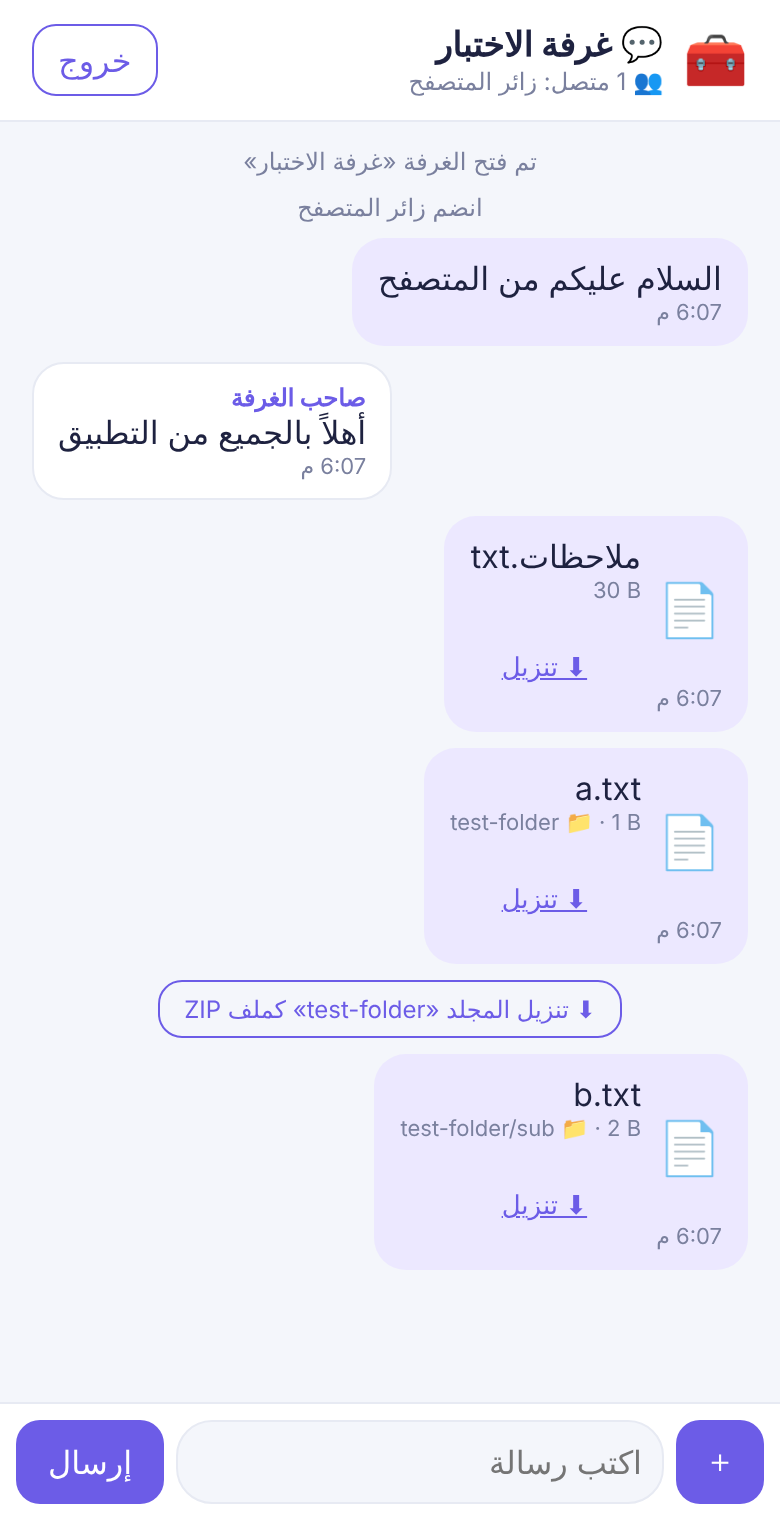 💬 غرفة الاختبار
👥 1 متصل: زائر المتصفح
خروج
تم فتح الغرفة «غرفة الاختبار»
انضم زائر المتصفح
السلام عليكم من المتصفح
6:07 م
صاحب الغرفة
أهلاً بالجميع من التطبيق
6:07 م
ملاحظات.txt
30 B
⬇ تنزيل
6:07 م
a.txt
1 B · 📁 test-folder
⬇ تنزيل
6:07 م
⬇ تنزيل المجلد «test-folder» كملف ZIP
b.txt
2 B · 📁 test-folder/sub
⬇ تنزيل
6:07 م
+
اكتب رسالة
إرسال